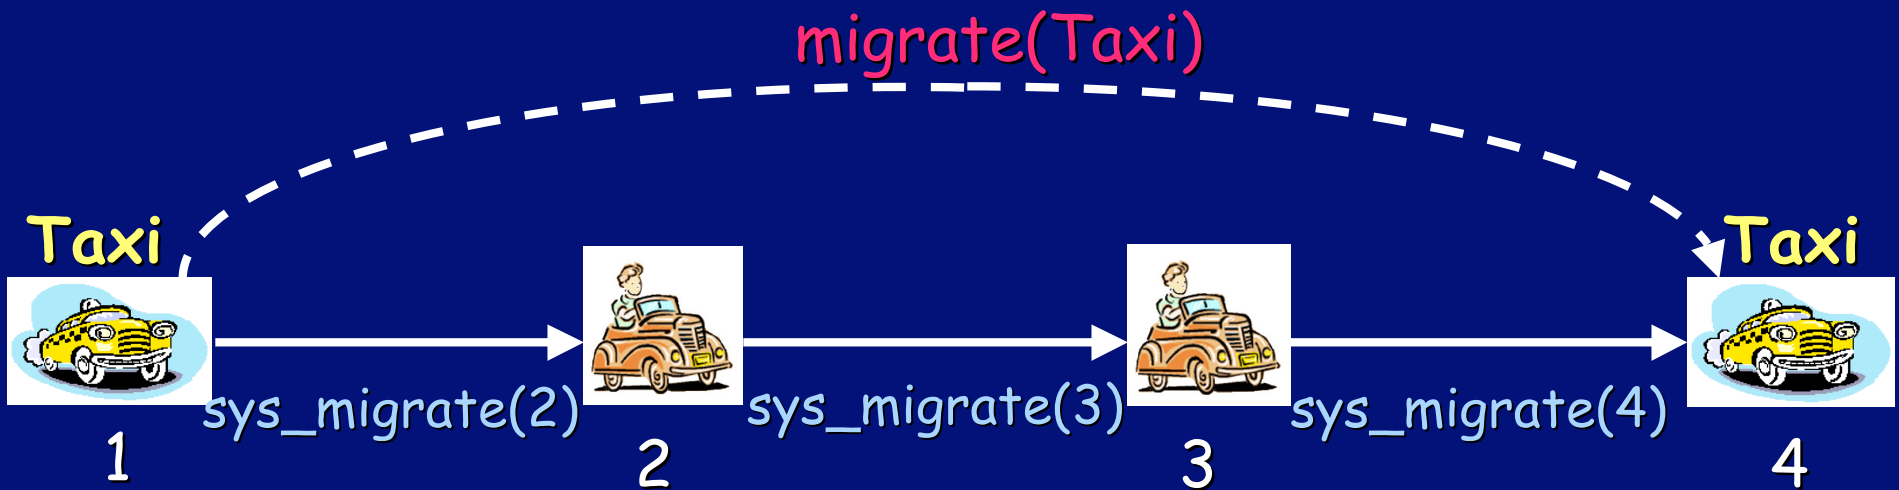 migrate(Taxi)
Taxi
Taxi
sys_migrate(2)
sys_migrate(3)
sys_migrate(4)
1
2
3
4